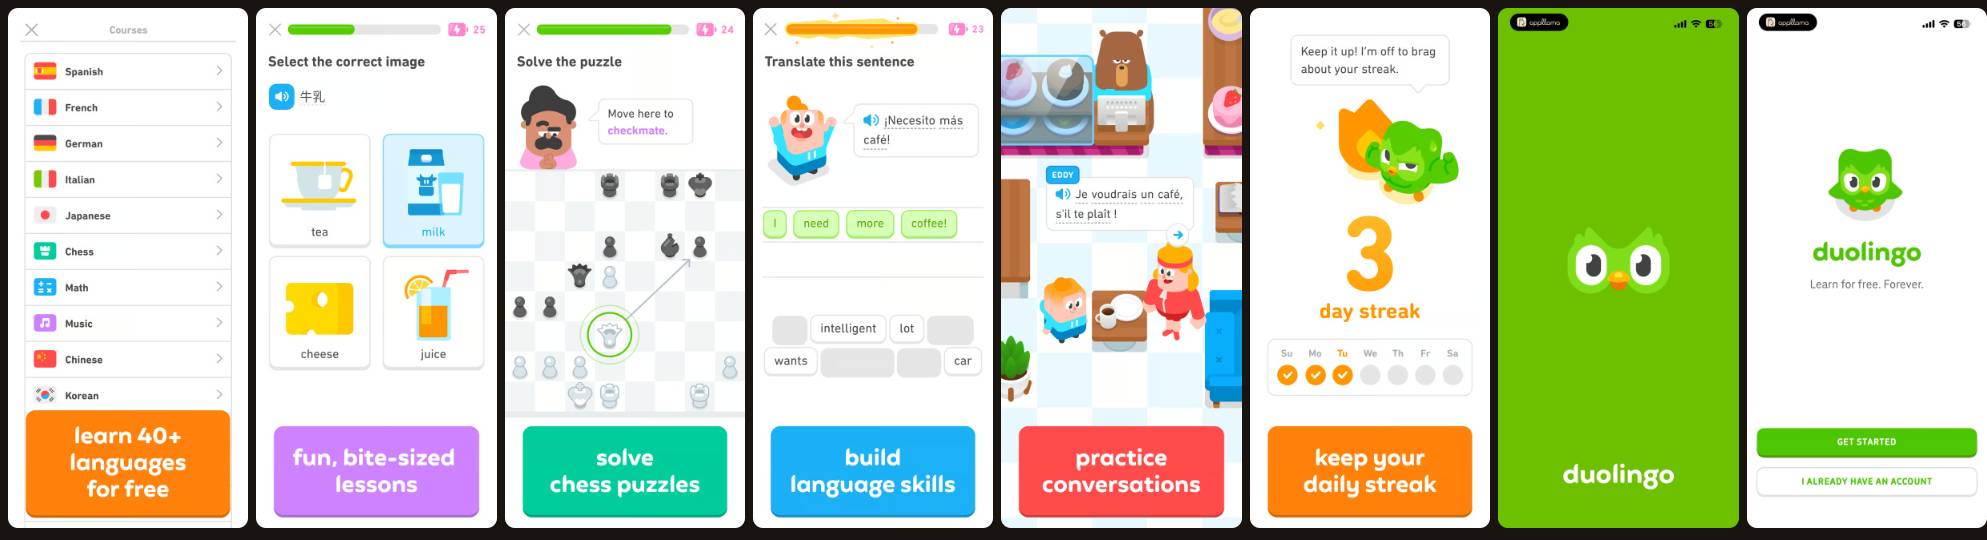 Courses
Spanish
French
German
Italian
Japanese
Chess
Math
Music
Chinese
Korean
learn 40+
languages
for free
25
Select the correct image
牛乳
tea
milk
cheese
juice
fun, bite-sized
lessons
24
Solve the puzzle
Move here to
checkmate.
solve
chess puzzles
23
Translate this sentence
¡Necesito más
café!
I
need
more
coffee!
intelligent
lot
wants
car
build
language skills
EDDY
Je voudrais un café,
s'il te plaît !
practice
conversations
Keep it up! I'm off to brag
about your streak.
3
day streak
Su Mo Tu We Th Fr Sa
keep your
daily streak
appllama
duolingo
appllama
duolingo
Learn for free. Forever.
GET STARTED
I ALREADY HAVE AN ACCOUNT